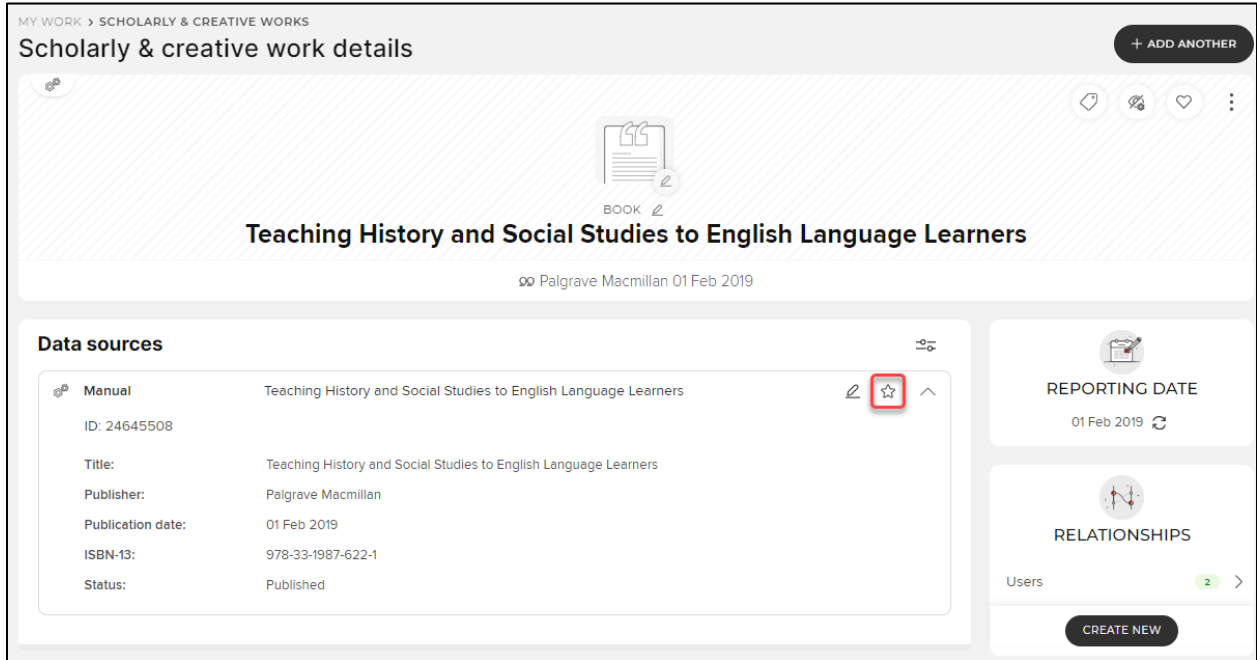 MY WORK > SCHOLARLY & CREATIVE WORKS
Scholarly & creative work details
+ ADD ANOTHER
BOOK
Teaching History and Social Studies to English Language Learners
Palgrave Macmillan 01 Feb 2019
Data sources
Manual Teaching History and Social Studies to English Language Learners
ID: 24645508
Title: Teaching History and Social Studies to English Language Learners
Publisher: Palgrave Macmillan
Publication date: 01 Feb 2019
ISBN-13: 978-33-1987-622-1
Status: Published
REPORTING DATE
01 Feb 2019
RELATIONSHIPS
Users 2
CREATE NEW